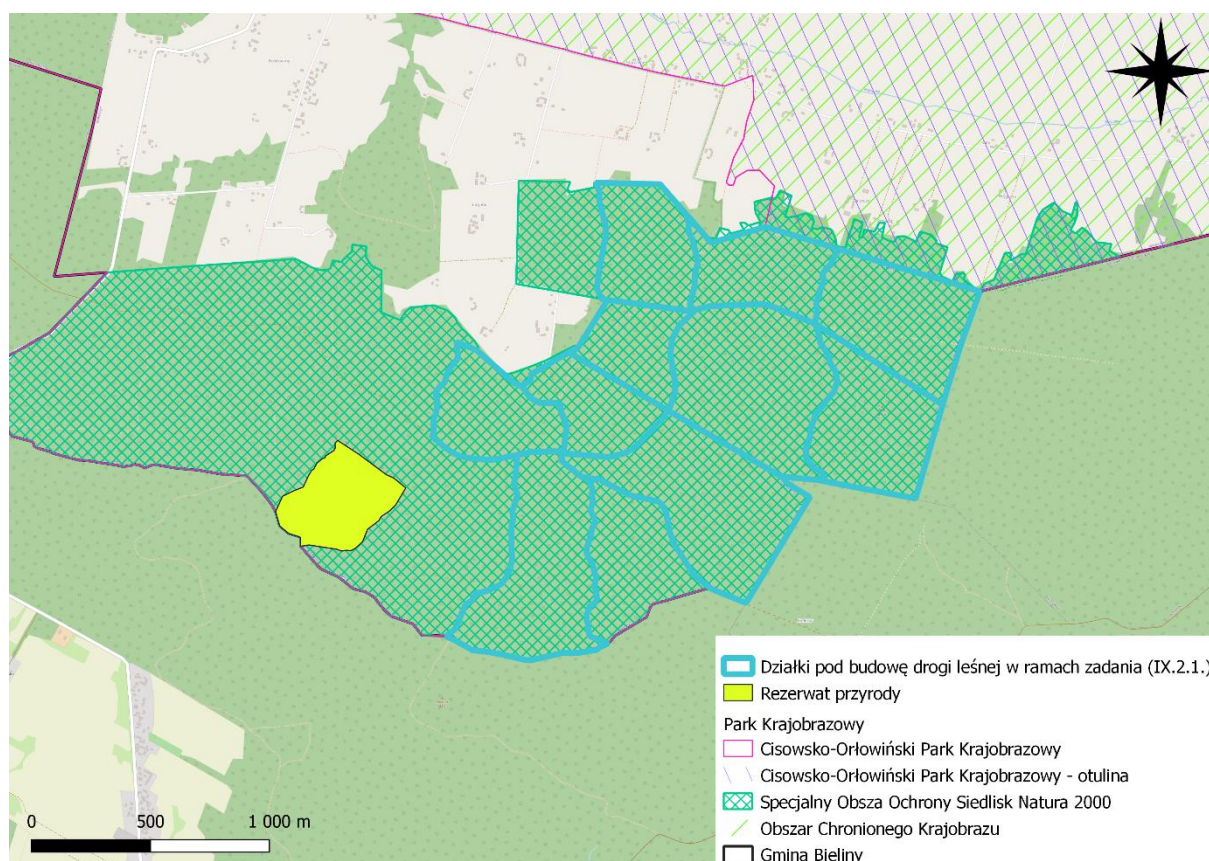 Działki pod budowę drogi leśnej w ramach zadania (IX.2.1.)
Rezerwat przyrody
Park Krajobrazowy
Cisowsko-Orłowiński Park Krajobrazowy
Cisowsko-Orłowiński Park Krajobrazowy - otulina
Specjalny Obsza Ochrony Siedlisk Natura 2000
Obszar Chronionego Krajobrazu
Gmina Bieliny
0 500 1 000 m